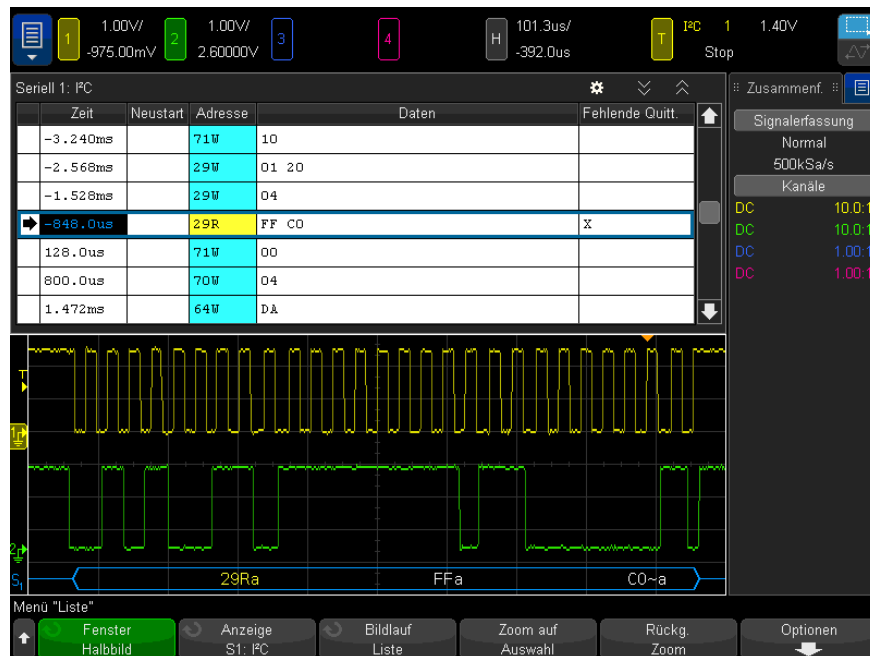 1 1.00V/ -975.00mV
2 1.00V/ 2.60000V
3
4
H 101.3us/ -392.0us
T I²C 1 1.40V Stop
Seriell 1: I²C
Zeit Neustart Adresse Daten Fehlende Quitt.
-3.240ms 71W 10
-2.568ms 29W 01 20
-1.528ms 29W 04
-848.0us 29R FF C0 X
128.0us 71W 00
800.0us 70W 04
1.472ms 64W DA
Zusammenf.
Signalerfassung
Normal
500kSa/s
Kanäle
DC 10.0:1
DC 10.0:1
DC 1.00:1
DC 1.00:1
T
1
2
S1 29Ra FFa C0~a
Menü "Liste"
Fenster
Halbbild
Anzeige
S1: I²C
Bildlauf
Liste
Zoom auf
Auswahl
Rückg.
Zoom
Optionen